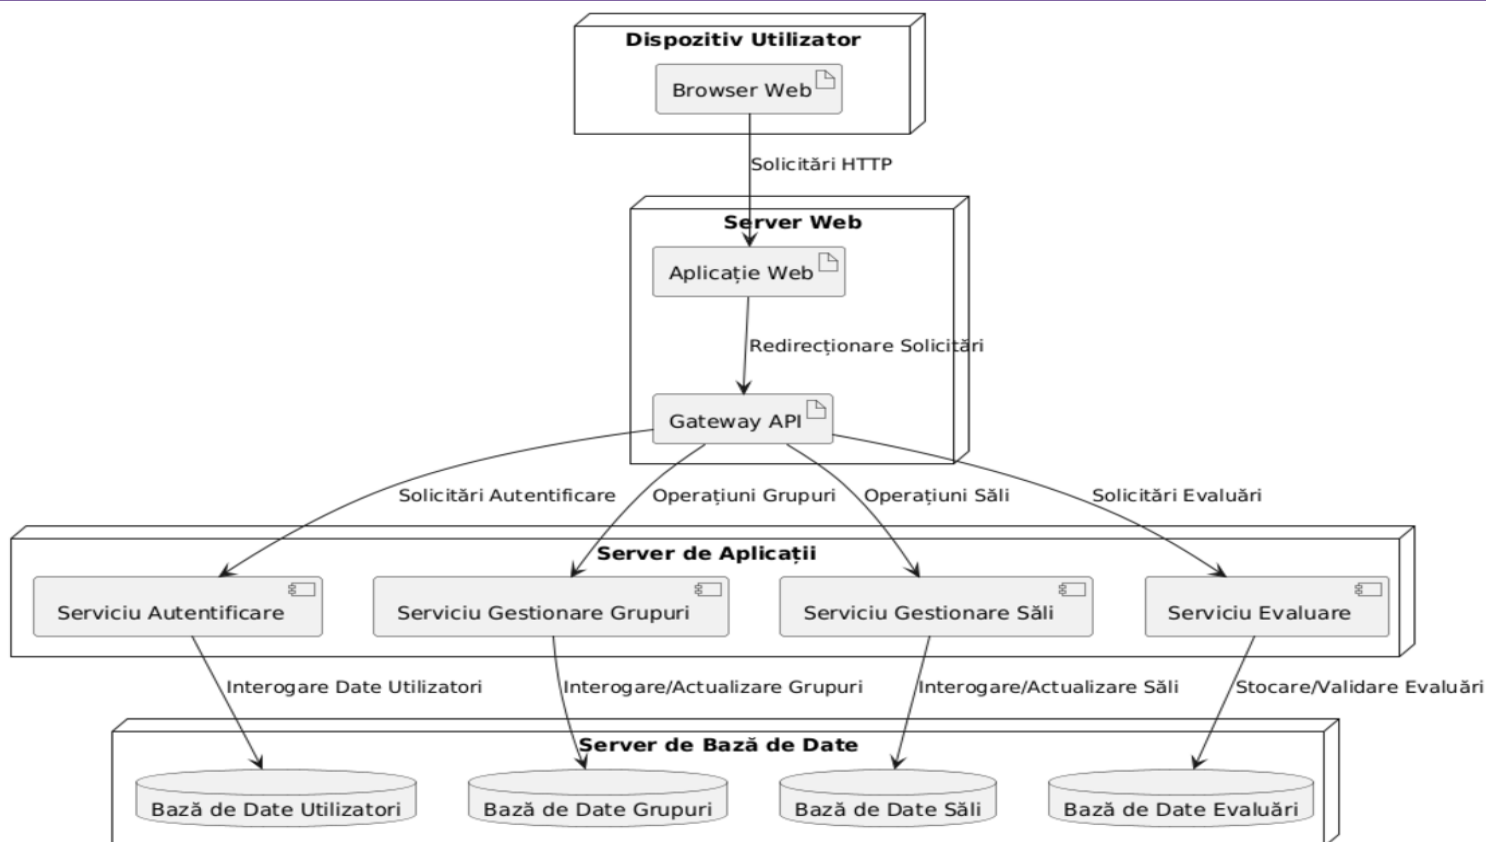 Dispozitiv Utilizator
Browser Web
Solicitări HTTP
Server Web
Aplicație Web
Redirecționare Solicitări
Gateway API
Solicitări Autentificare
Operațiuni Grupuri
Operațiuni Săli
Solicitări Evaluări
Server de Aplicații
Serviciu Autentificare
Serviciu Gestionare Grupuri
Serviciu Gestionare Săli
Serviciu Evaluare
Interogare Date Utilizatori
Interogare/Actualizare Grupuri
Interogare/Actualizare Săli
Stocare/Validare Evaluări
Server de Bază de Date
Bază de Date Utilizatori
Bază de Date Grupuri
Bază de Date Săli
Bază de Date Evaluări